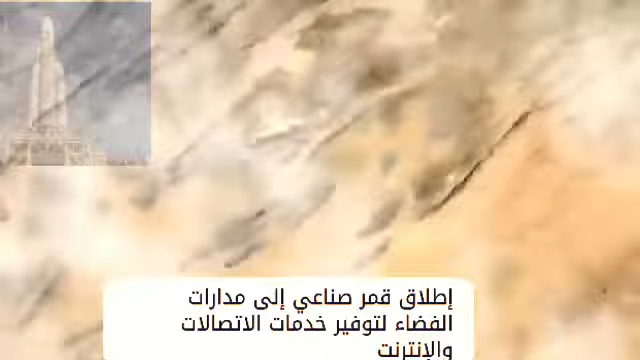 إطلاق قمر صناعي إلى مدارات
الفضاء لتوفير خدمات الاتصالات
والإنترنت